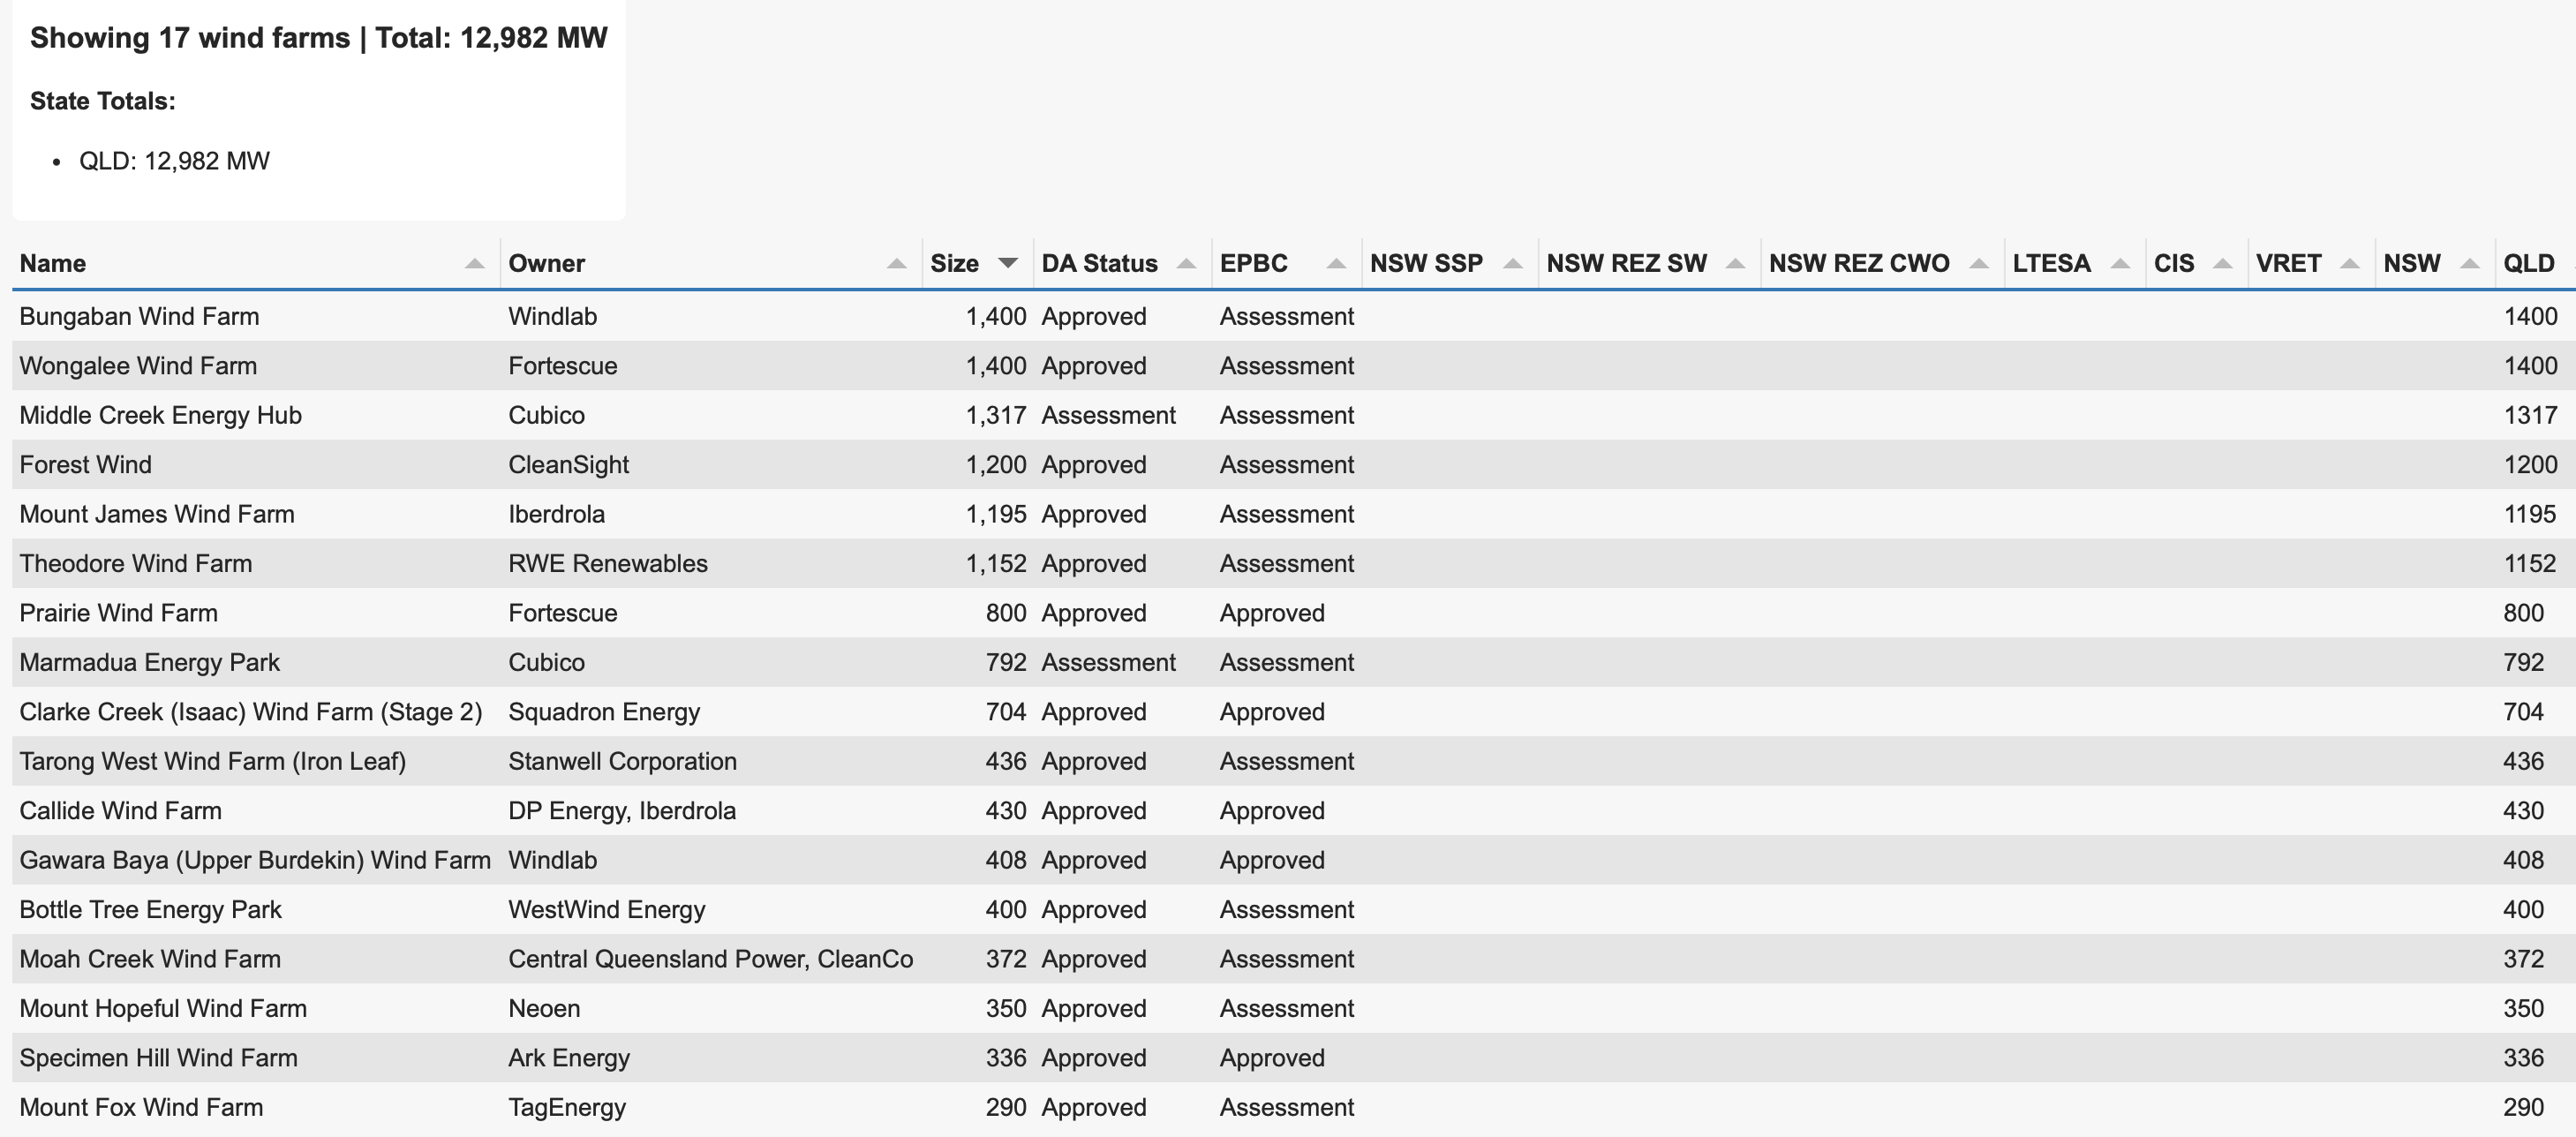 Showing 17 wind farms | Total: 12,982 MW
State Totals:
• QLD: 12,982 MW
Name Owner Size DA Status EPBC NSW SSP NSW REZ SW NSW REZ CWO LTESA CIS VRET NSW QLD
Bungaban Wind Farm Windlab 1,400 Approved Assessment 1400
Wongalee Wind Farm Fortescue 1,400 Approved Assessment 1400
Middle Creek Energy Hub Cubico 1,317 Assessment Assessment 1317
Forest Wind CleanSight 1,200 Approved Assessment 1200
Mount James Wind Farm Iberdrola 1,195 Approved Assessment 1195
Theodore Wind Farm RWE Renewables 1,152 Approved Assessment 1152
Prairie Wind Farm Fortescue 800 Approved Approved 800
Marmadua Energy Park Cubico 792 Assessment Assessment 792
Clarke Creek (Isaac) Wind Farm (Stage 2) Squadron Energy 704 Approved Approved 704
Tarong West Wind Farm (Iron Leaf) Stanwell Corporation 436 Approved Assessment 436
Callide Wind Farm DP Energy, Iberdrola 430 Approved Approved 430
Gawara Baya (Upper Burdekin) Wind Farm Windlab 408 Approved Approved 408
Bottle Tree Energy Park WestWind Energy 400 Approved Assessment 400
Moah Creek Wind Farm Central Queensland Power, CleanCo 372 Approved Assessment 372
Mount Hopeful Wind Farm Neoen 350 Approved Assessment 350
Specimen Hill Wind Farm Ark Energy 336 Approved Approved 336
Mount Fox Wind Farm TagEnergy 290 Approved Assessment 290